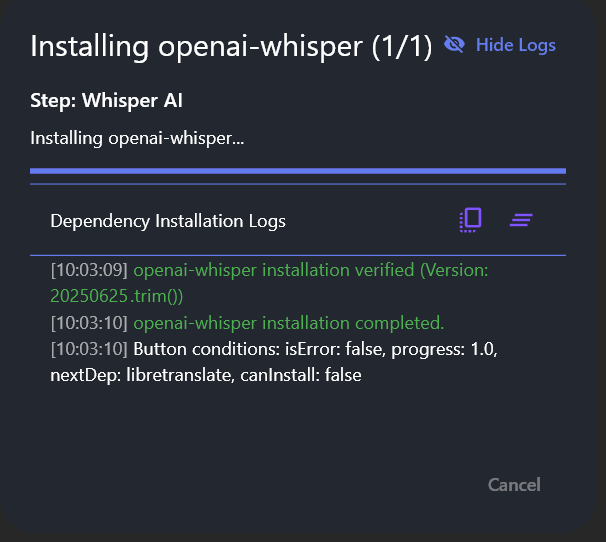 Installing openai-whisper (1/1)
Hide Logs
Step: Whisper AI
Installing openai-whisper...
Dependency Installation Logs
[10:03:09] openai-whisper installation verified (Version:
20250625.trim())
[10:03:10] openai-whisper installation completed.
[10:03:10] Button conditions: isError: false, progress: 1.0,
nextDep: libretranslate, canInstall: false
Cancel